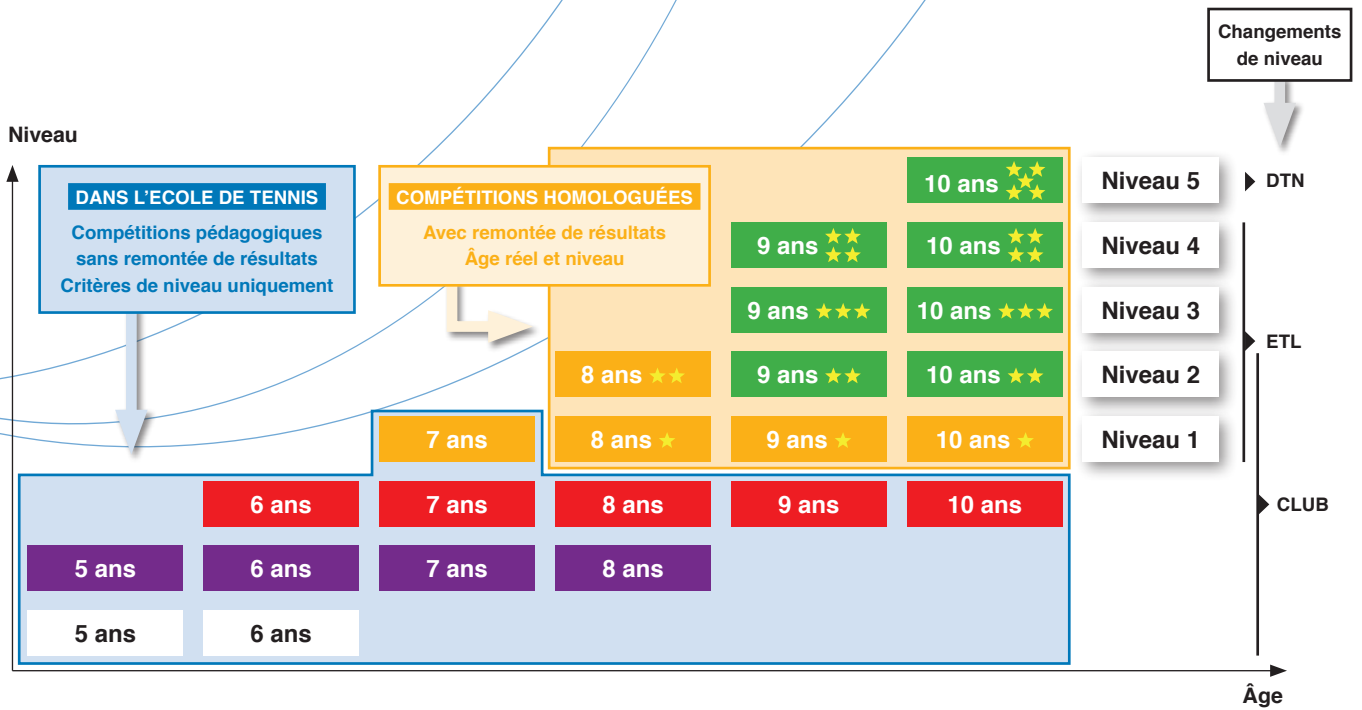 Changements
de niveau
Niveau
DANS L'ECOLE DE TENNIS
Compétitions pédagogiques
sans remontée de résultats
Critères de niveau uniquement
COMPÉTITIONS HOMOLOGUÉES
Avec remontée de résultats
Âge réel et niveau
10 ans ★★★★★ Niveau 5 DTN
9 ans ★★★★ 10 ans ★★★★ Niveau 4
9 ans ★★★ 10 ans ★★★ Niveau 3
ETL
8 ans ★★ 9 ans ★★ 10 ans ★★ Niveau 2
7 ans 8 ans ★ 9 ans ★ 10 ans ★ Niveau 1
6 ans 7 ans 8 ans 9 ans 10 ans CLUB
5 ans 6 ans 7 ans 8 ans
5 ans 6 ans
Âge